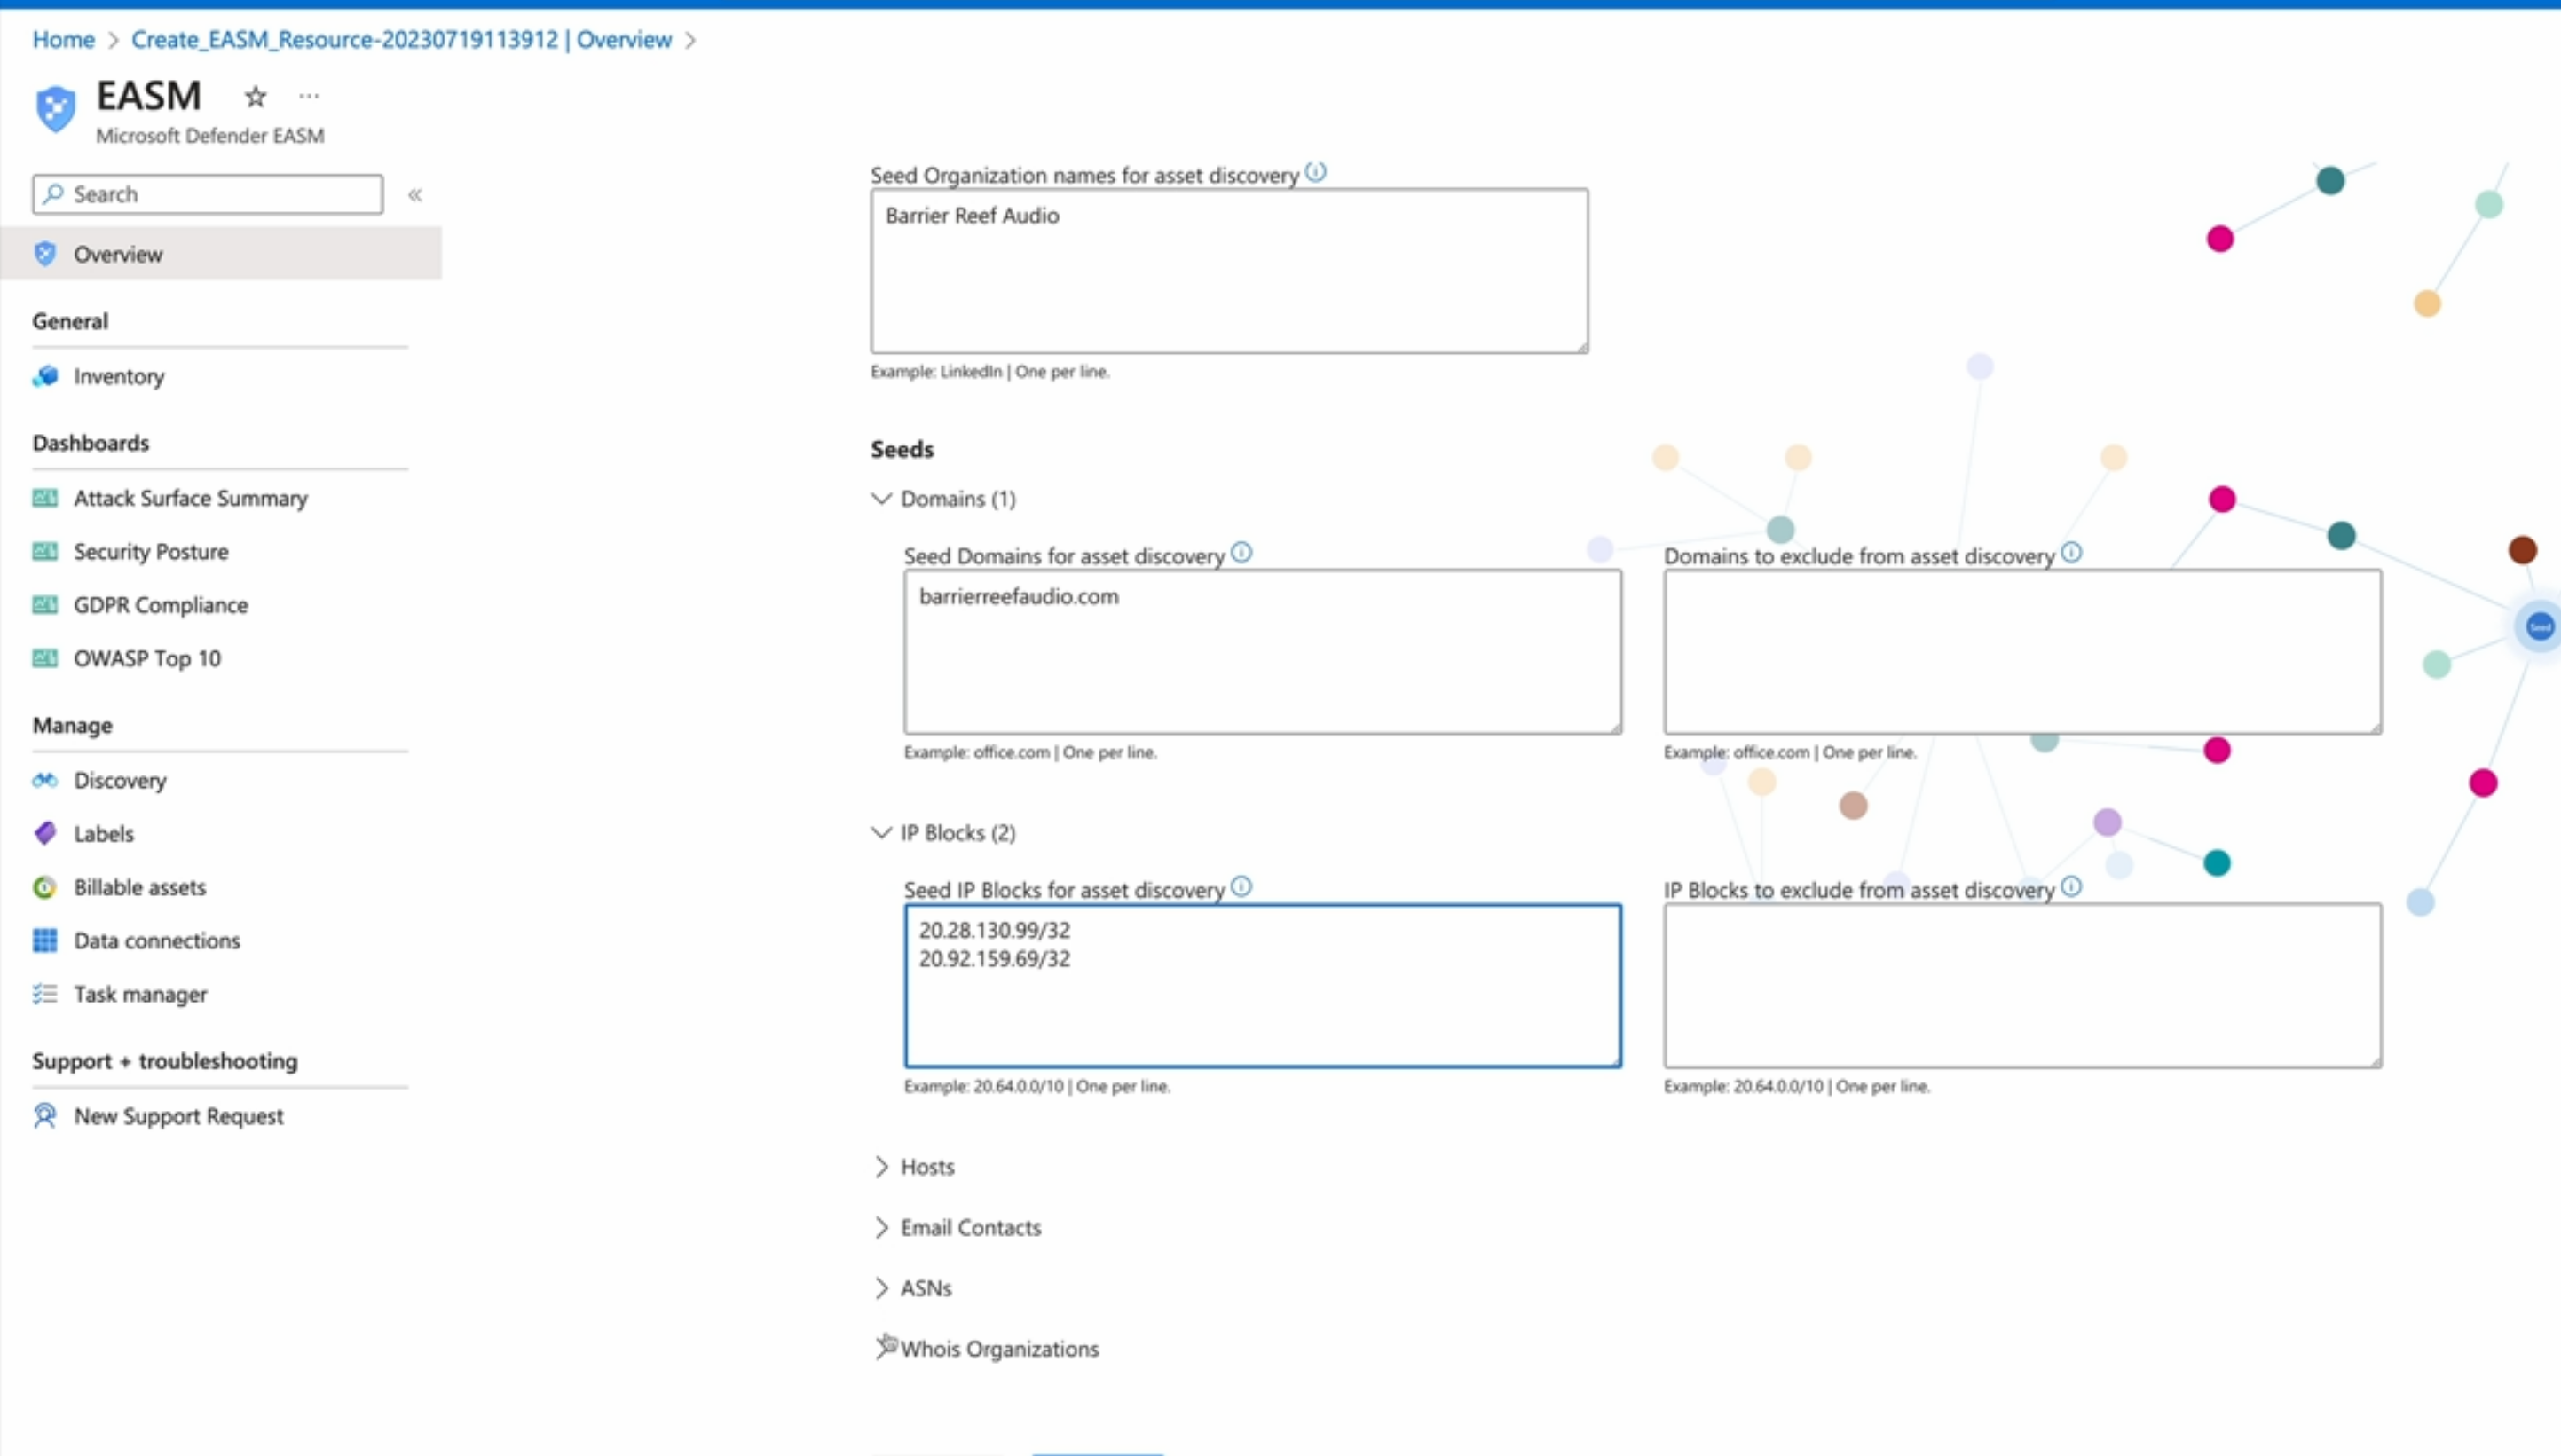 Home > Create_EASM_Resource-20230719113912 | Overview >
EASM
Microsoft Defender EASM
Search
Overview
General
Inventory
Dashboards
Attack Surface Summary
Security Posture
GDPR Compliance
OWASP Top 10
Manage
Discovery
Labels
Billable assets
Data connections
Task manager
Support + troubleshooting
New Support Request
Seed Organization names for asset discovery
Barrier Reef Audio
Example: LinkedIn | One per line.
Seeds
Domains (1)
Seed Domains for asset discovery
barrierreefaudio.com
Example: office.com | One per line.
Domains to exclude from asset discovery
Example: office.com | One per line.
IP Blocks (2)
Seed IP Blocks for asset discovery
20.28.130.99/32
20.92.159.69/32
Example: 20.64.0.0/10 | One per line.
IP Blocks to exclude from asset discovery
Example: 20.64.0.0/10 | One per line.
Hosts
Email Contacts
ASNs
Whois Organizations
Seed